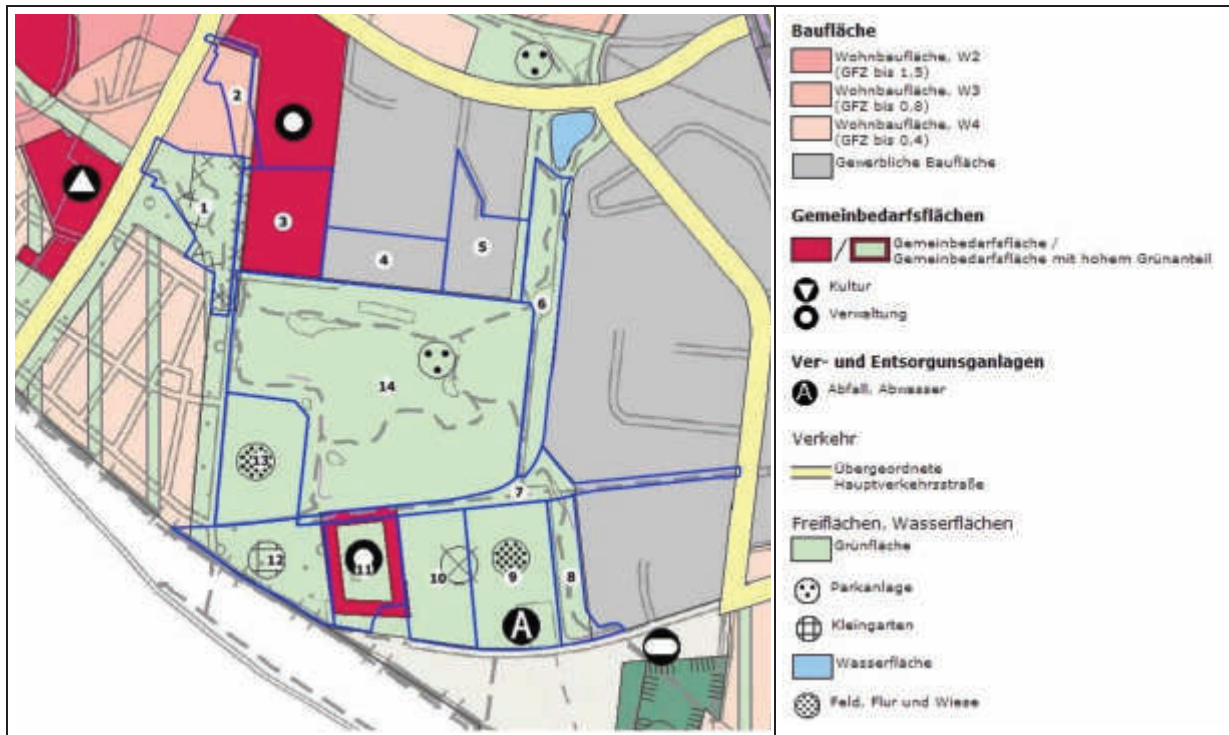 2
1
3
4
5
6
14
13
7
12
11
10
9
8
A
Baufläche
Wohnbaufläche, W2
(GFZ bis 1,5)
Wohnbaufläche, W3
(GFZ bis 0,8)
Wohnbaufläche, W4
(GFZ bis 0,4)
Gewerbliche Baufläche
Gemeinbedarfsflächen
/ Gemeinbedarfsfläche /
Gemeinbedarfsfläche mit hohem Grünanteil
Kultur
Verwaltung
Ver- und Entsorgunsganlagen
A Abfall, Abwasser
Verkehr
Übergeordnete
Hauptverkehrsstraße
Freiflächen, Wasserflächen
Grünfläche
Parkanlage
Kleingarten
Wasserfläche
Feld, Flur und Wiese